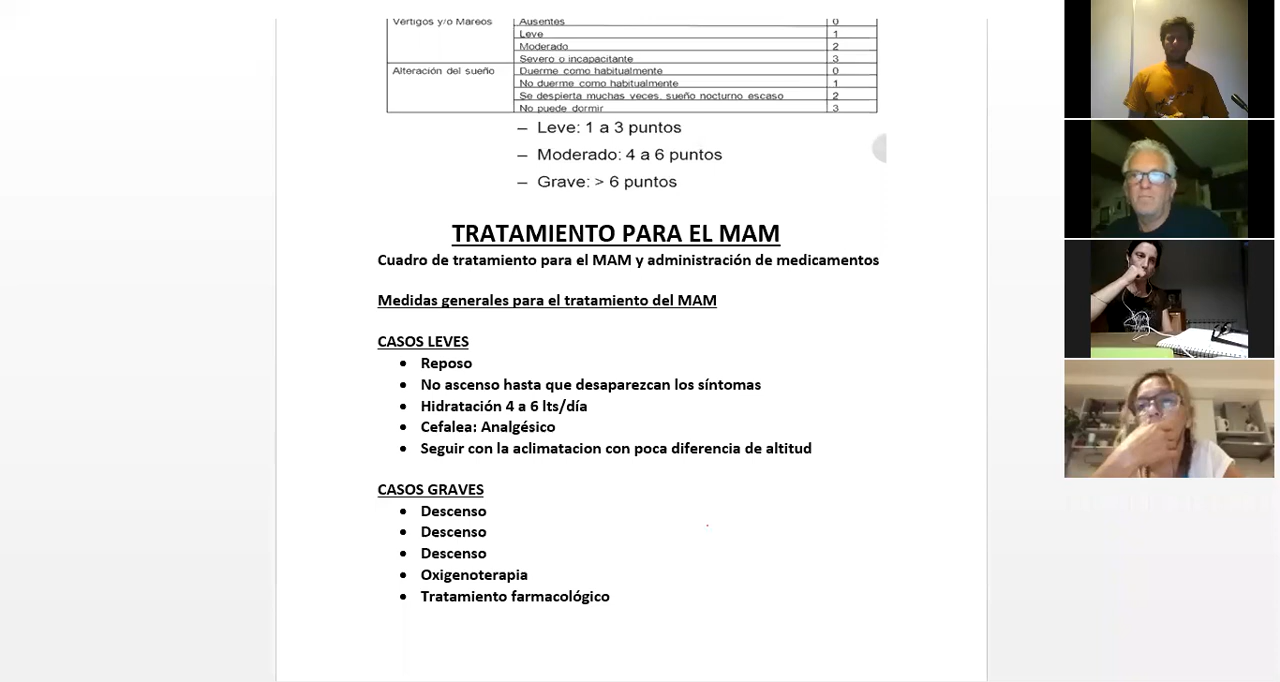 Vértigos y/o Mareos Ausentes 0
Leve 1
Moderado 2
Severo o incapacitante 3
Alteración del sueño Duerme como habitualmente 0
No duerme como habitualmente 1
Se despierta muchas veces, sueño nocturno escaso 2
No puede dormir 3
– Leve: 1 a 3 puntos
– Moderado: 4 a 6 puntos
– Grave: > 6 puntos
TRATAMIENTO PARA EL MAM
Cuadro de tratamiento para el MAM y administración de medicamentos
Medidas generales para el tratamiento del MAM
CASOS LEVES
• Reposo
• No ascenso hasta que desaparezcan los síntomas
• Hidratación 4 a 6 lts/día
• Cefalea: Analgésico
• Seguir con la aclimatacion con poca diferencia de altitud
CASOS GRAVES
• Descenso
• Descenso
• Descenso
• Oxigenoterapia
• Tratamiento farmacológico